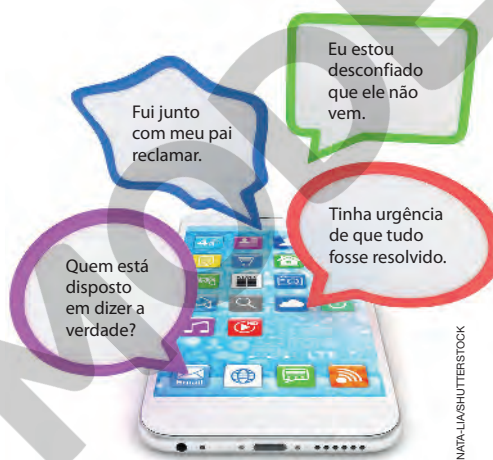 Eu estou
desconfiado
que ele não
vem.
Fui junto
com meu pai
reclamar.
Tinha urgência
de que tudo
fosse resolvido.
Quem está
disposto
em dizer a
verdade?
Email
NATA-LIA/SHUTTERSTOCK